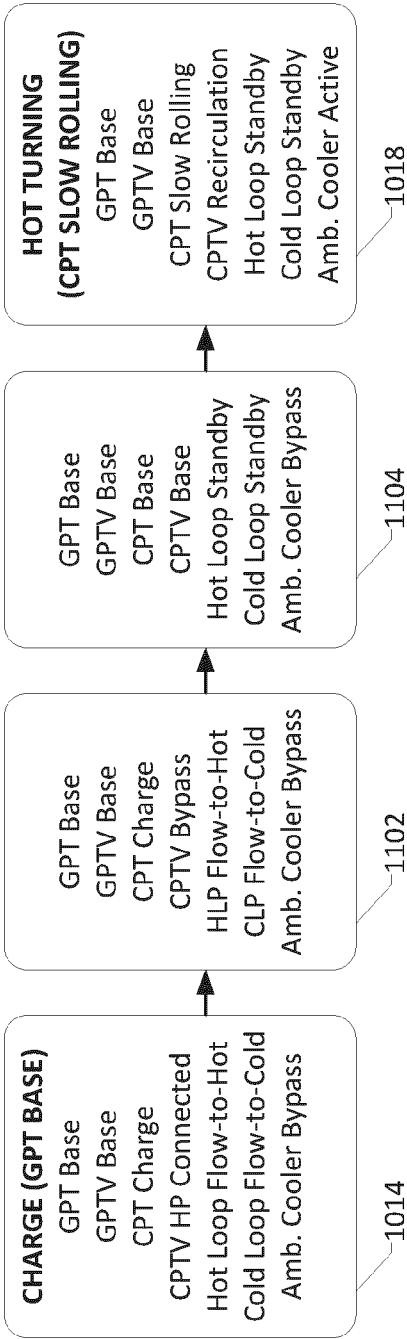 CHARGE (GPT BASE)
GPT Base
GPTV Base
CPT Charge
CPTV HP Connected
Hot Loop Flow-to-Hot
Cold Loop Flow-to-Cold
Amb. Cooler Bypass
1014
GPT Base
GPTV Base
CPT Charge
CPTV Bypass
HLP Flow-to-Hot
CLP Flow-to-Cold
Amb. Cooler Bypass
1102
GPT Base
GPTV Base
CPT Base
CPTV Base
Hot Loop Standby
Cold Loop Standby
Amb. Cooler Bypass
1104
HOT TURNING
(CPT SLOW ROLLING)
GPT Base
GPTV Base
CPT Slow Rolling
CPTV Recirculation
Hot Loop Standby
Cold Loop Standby
Amb. Cooler Active
1018